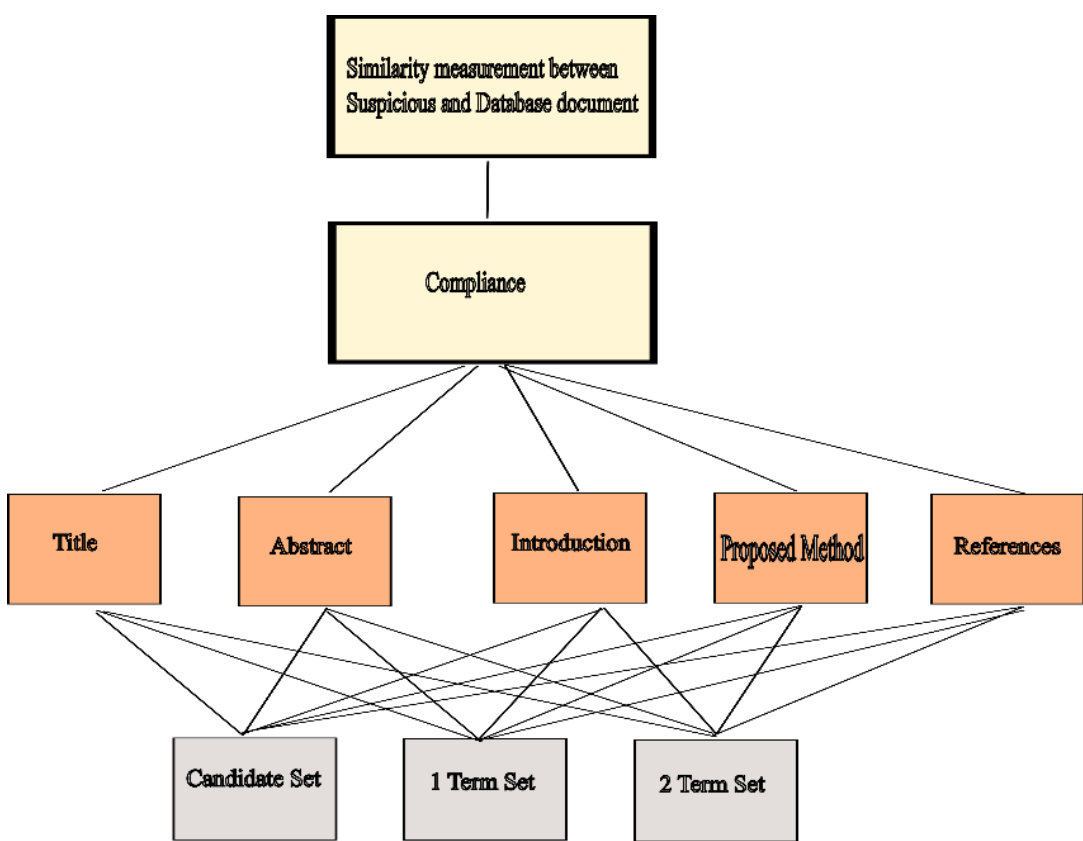 Similarity measurement between
Suspicious and Database document
Compliance
Title
Abstract
Introduction
Proposed Method
References
Candidate Set
1 Term Set
2 Term Set